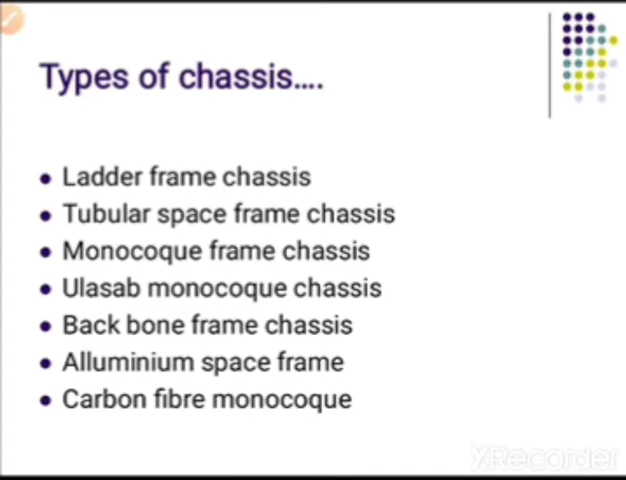 Types of chassis....
Ladder frame chassis
Tubular space frame chassis
Monocoque frame chassis
Ulasab monocoque chassis
Back bone frame chassis
Alluminium space frame
Carbon fibre monocoque
XRecorder